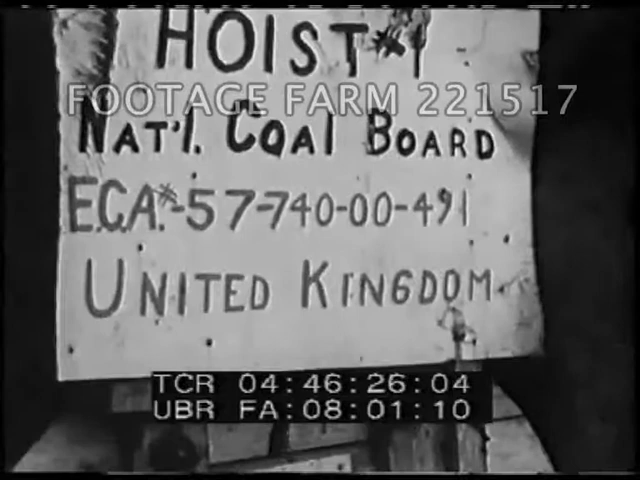 HOIST #1
FOOTAGE FARM 221517
NAT'L. COAL BOARD
E.C.A.#-57-740-00-491
UNITED KINGDOM
TCR 04:46:26:04
UBR FA:08:01:10